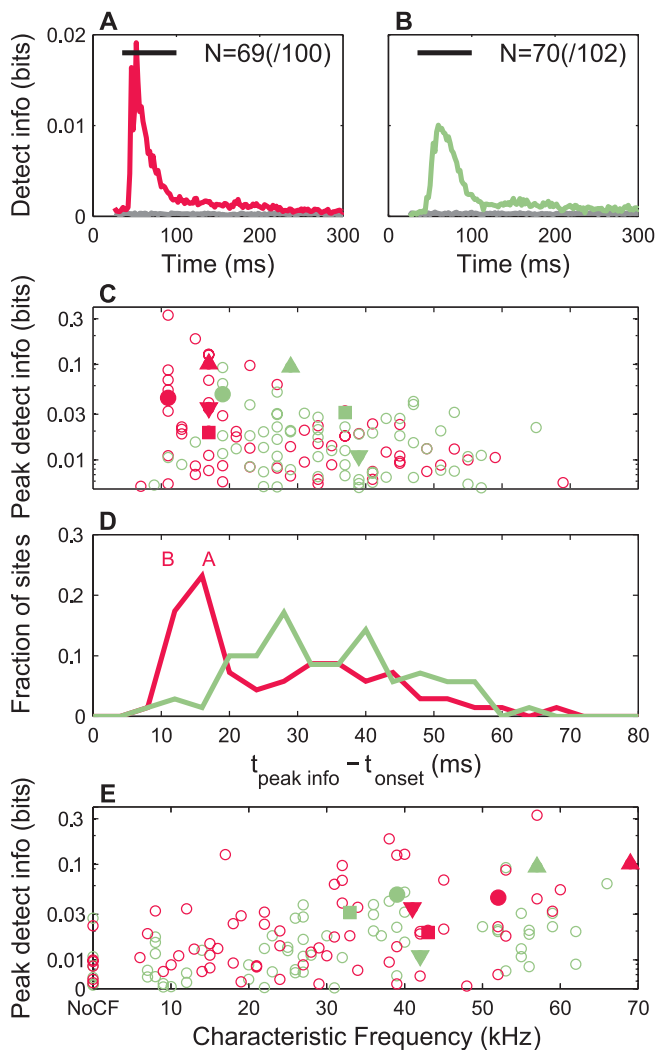 A
B
Detect info (bits)
0.02
0.01
0
N=69(/100)
N=70(/102)
0 100 200 300
0 100 200 300
Time (ms)
Time (ms)
C
Peak detect info (bits)
0.3
0.1
0.03
0.01
D
Fraction of sites
0.3
0.2
0.1
0
B A
0 10 20 30 40 50 60 70 80
t peak info − t onset (ms)
E
Peak detect info (bits)
0.3
0.1
0.03
0.01
0
NoCF 10 20 30 40 50 60 70
Characteristic Frequency (kHz)